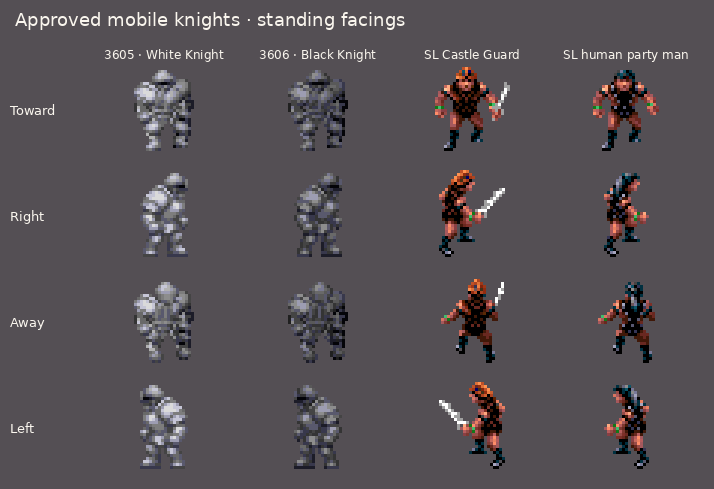 Approved mobile knights · standing facings
3605 · White Knight 3606 · Black Knight SL Castle Guard SL human party man
Toward
Right
Away
Left